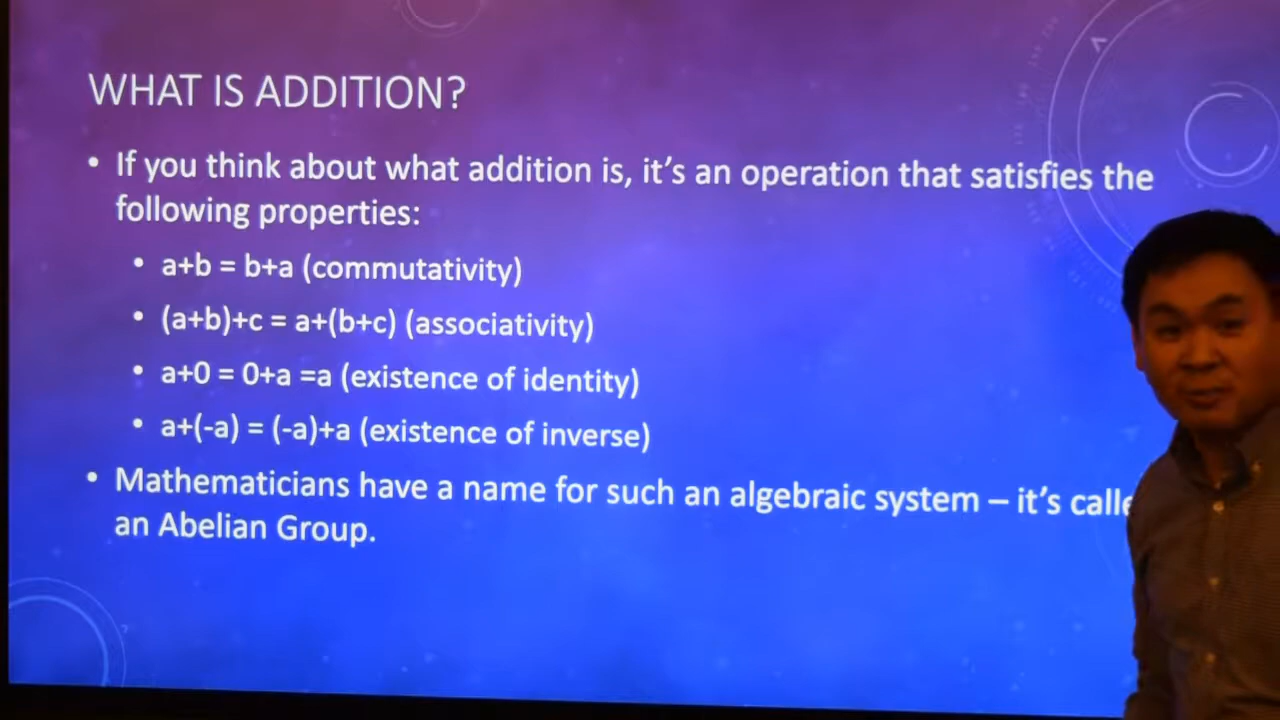 WHAT IS ADDITION?
• If you think about what addition is, it's an operation that satisfies the
following properties:
• a+b = b+a (commutativity)
• (a+b)+c = a+(b+c) (associativity)
• a+0 = 0+a =a (existence of identity)
• a+(-a) = (-a)+a (existence of inverse)
• Mathematicians have a name for such an algebraic system – it's calle
an Abelian Group.